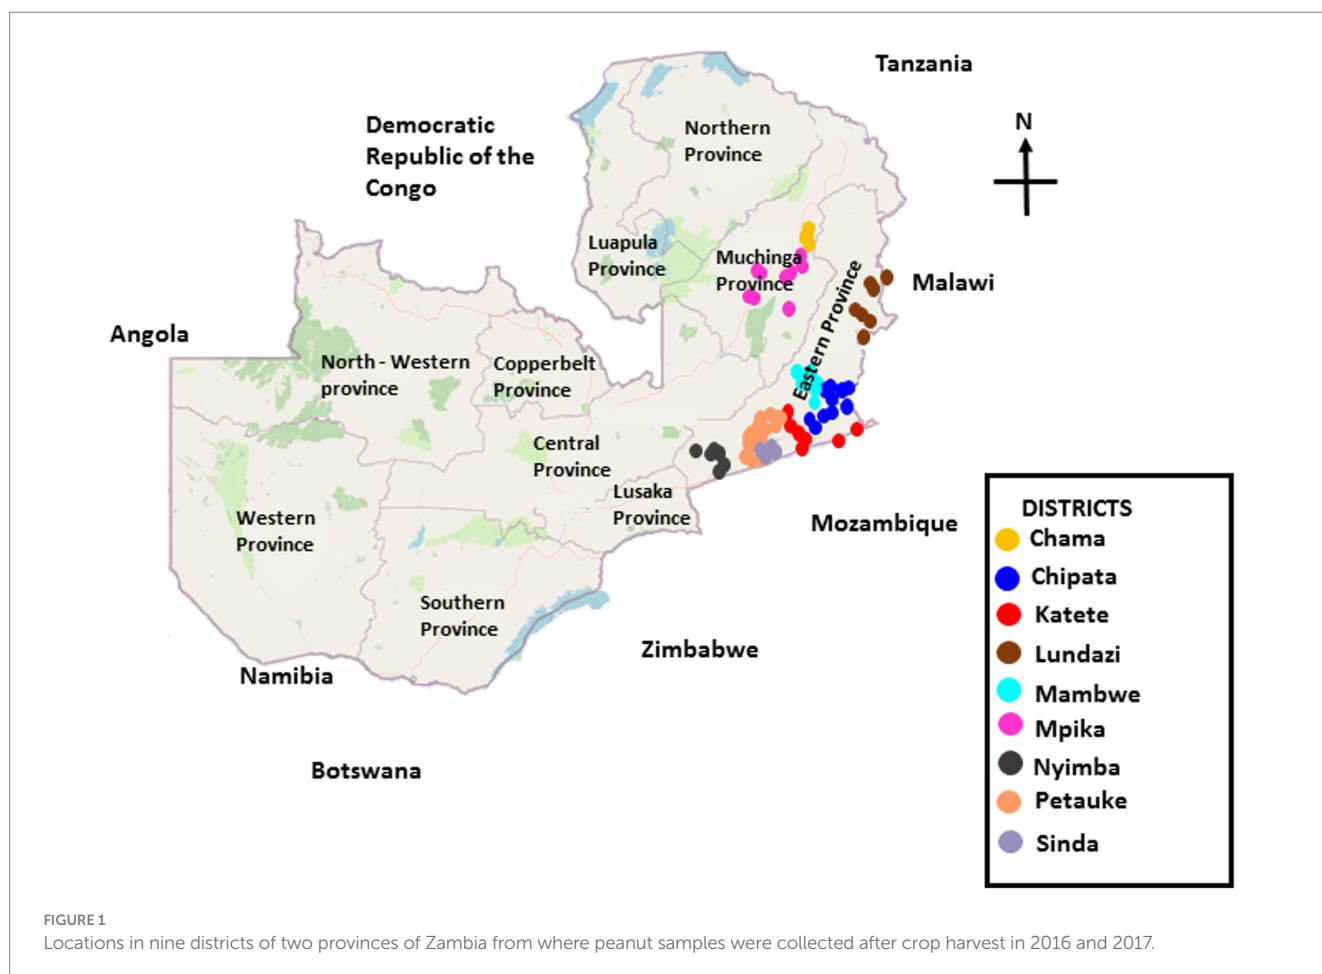 Tanzania
N
Democratic
Republic of the
Congo
Northern
Province
Luapula
Province
Muchinga
Province
Eastern Province
Malawi
Angola
North - Western
province
Copperbelt
Province
Central
Province
Lusaka
Province
Western
Province
Southern
Province
Mozambique
Zimbabwe
Namibia
Botswana
DISTRICTS
Chama
Chipata
Katete
Lundazi
Mambwe
Mpika
Nyimba
Petauke
Sinda
FIGURE 1
Locations in nine districts of two provinces of Zambia from where peanut samples were collected after crop harvest in 2016 and 2017.